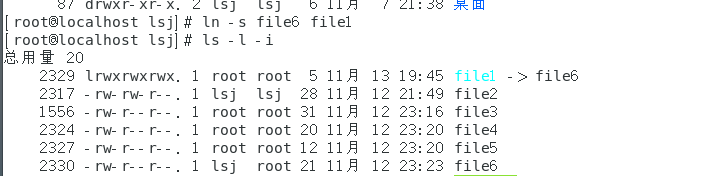 87 drwxr-xr-x. 2 lsj  lsj   6 11月  7 21:38 桌面
[root@localhost lsj]# ln -s file6 file1
[root@localhost lsj]# ls -l -i
总用量 20
2329 lrwxrwxrwx. 1 root root  5 11月 13 19:45 file1 -> file6
2317 -rw-rw-r--. 1 lsj  lsj  28 11月 12 21:49 file2
1556 -rw-r--r--. 1 root root 31 11月 12 23:16 file3
2324 -rw-r--r--. 1 root root 20 11月 12 23:20 file4
2327 -rw-r--r--. 1 root root 12 11月 12 23:20 file5
2330 -rw-r--r--. 1 lsj  root 21 11月 12 23:23 file6